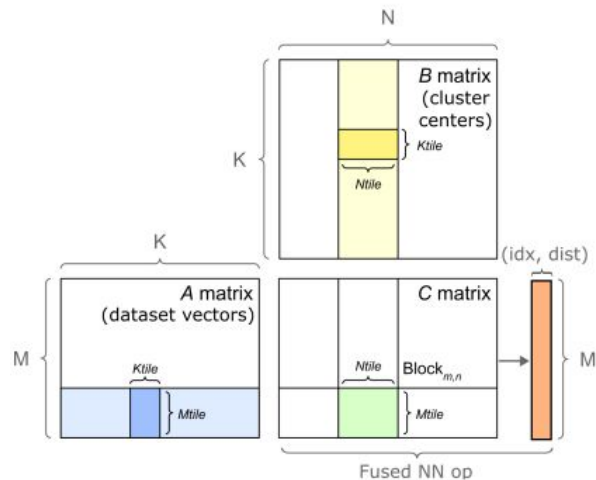 N
B matrix
(cluster
centers)
Ktile
K
Ntile
K
(idx, dist)
A matrix
(dataset vectors)
C matrix
M
Ktile
Ntile
Block m,n
M
Mtile
Mtile
Fused NN op